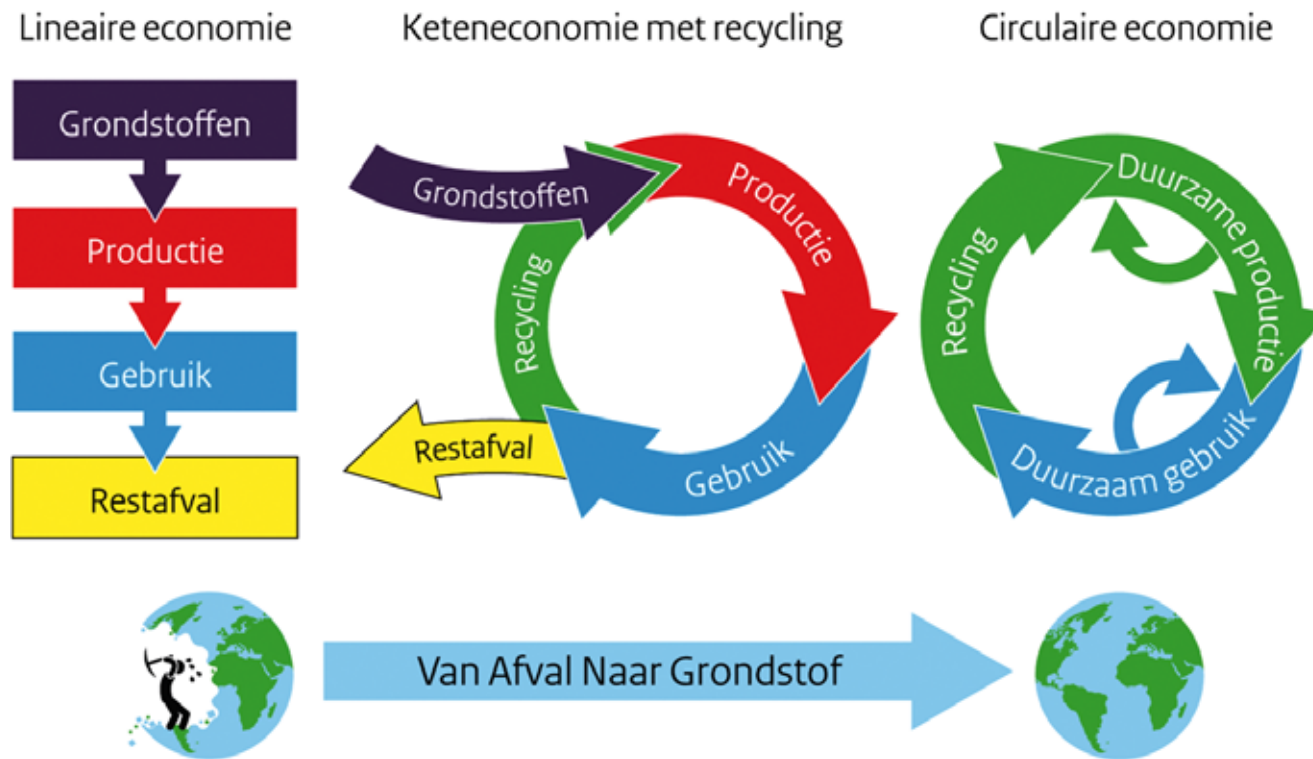 Lineaire economie
Keteneconomie met recycling
Circulaire economie
Grondstoffen
Productie
Gebruik
Restafval
Grondstoffen
Productie
Recycling
Restafval
Gebruik
Recycling
Duurzame productie
Duurzaam gebruik
Van Afval Naar Grondstof